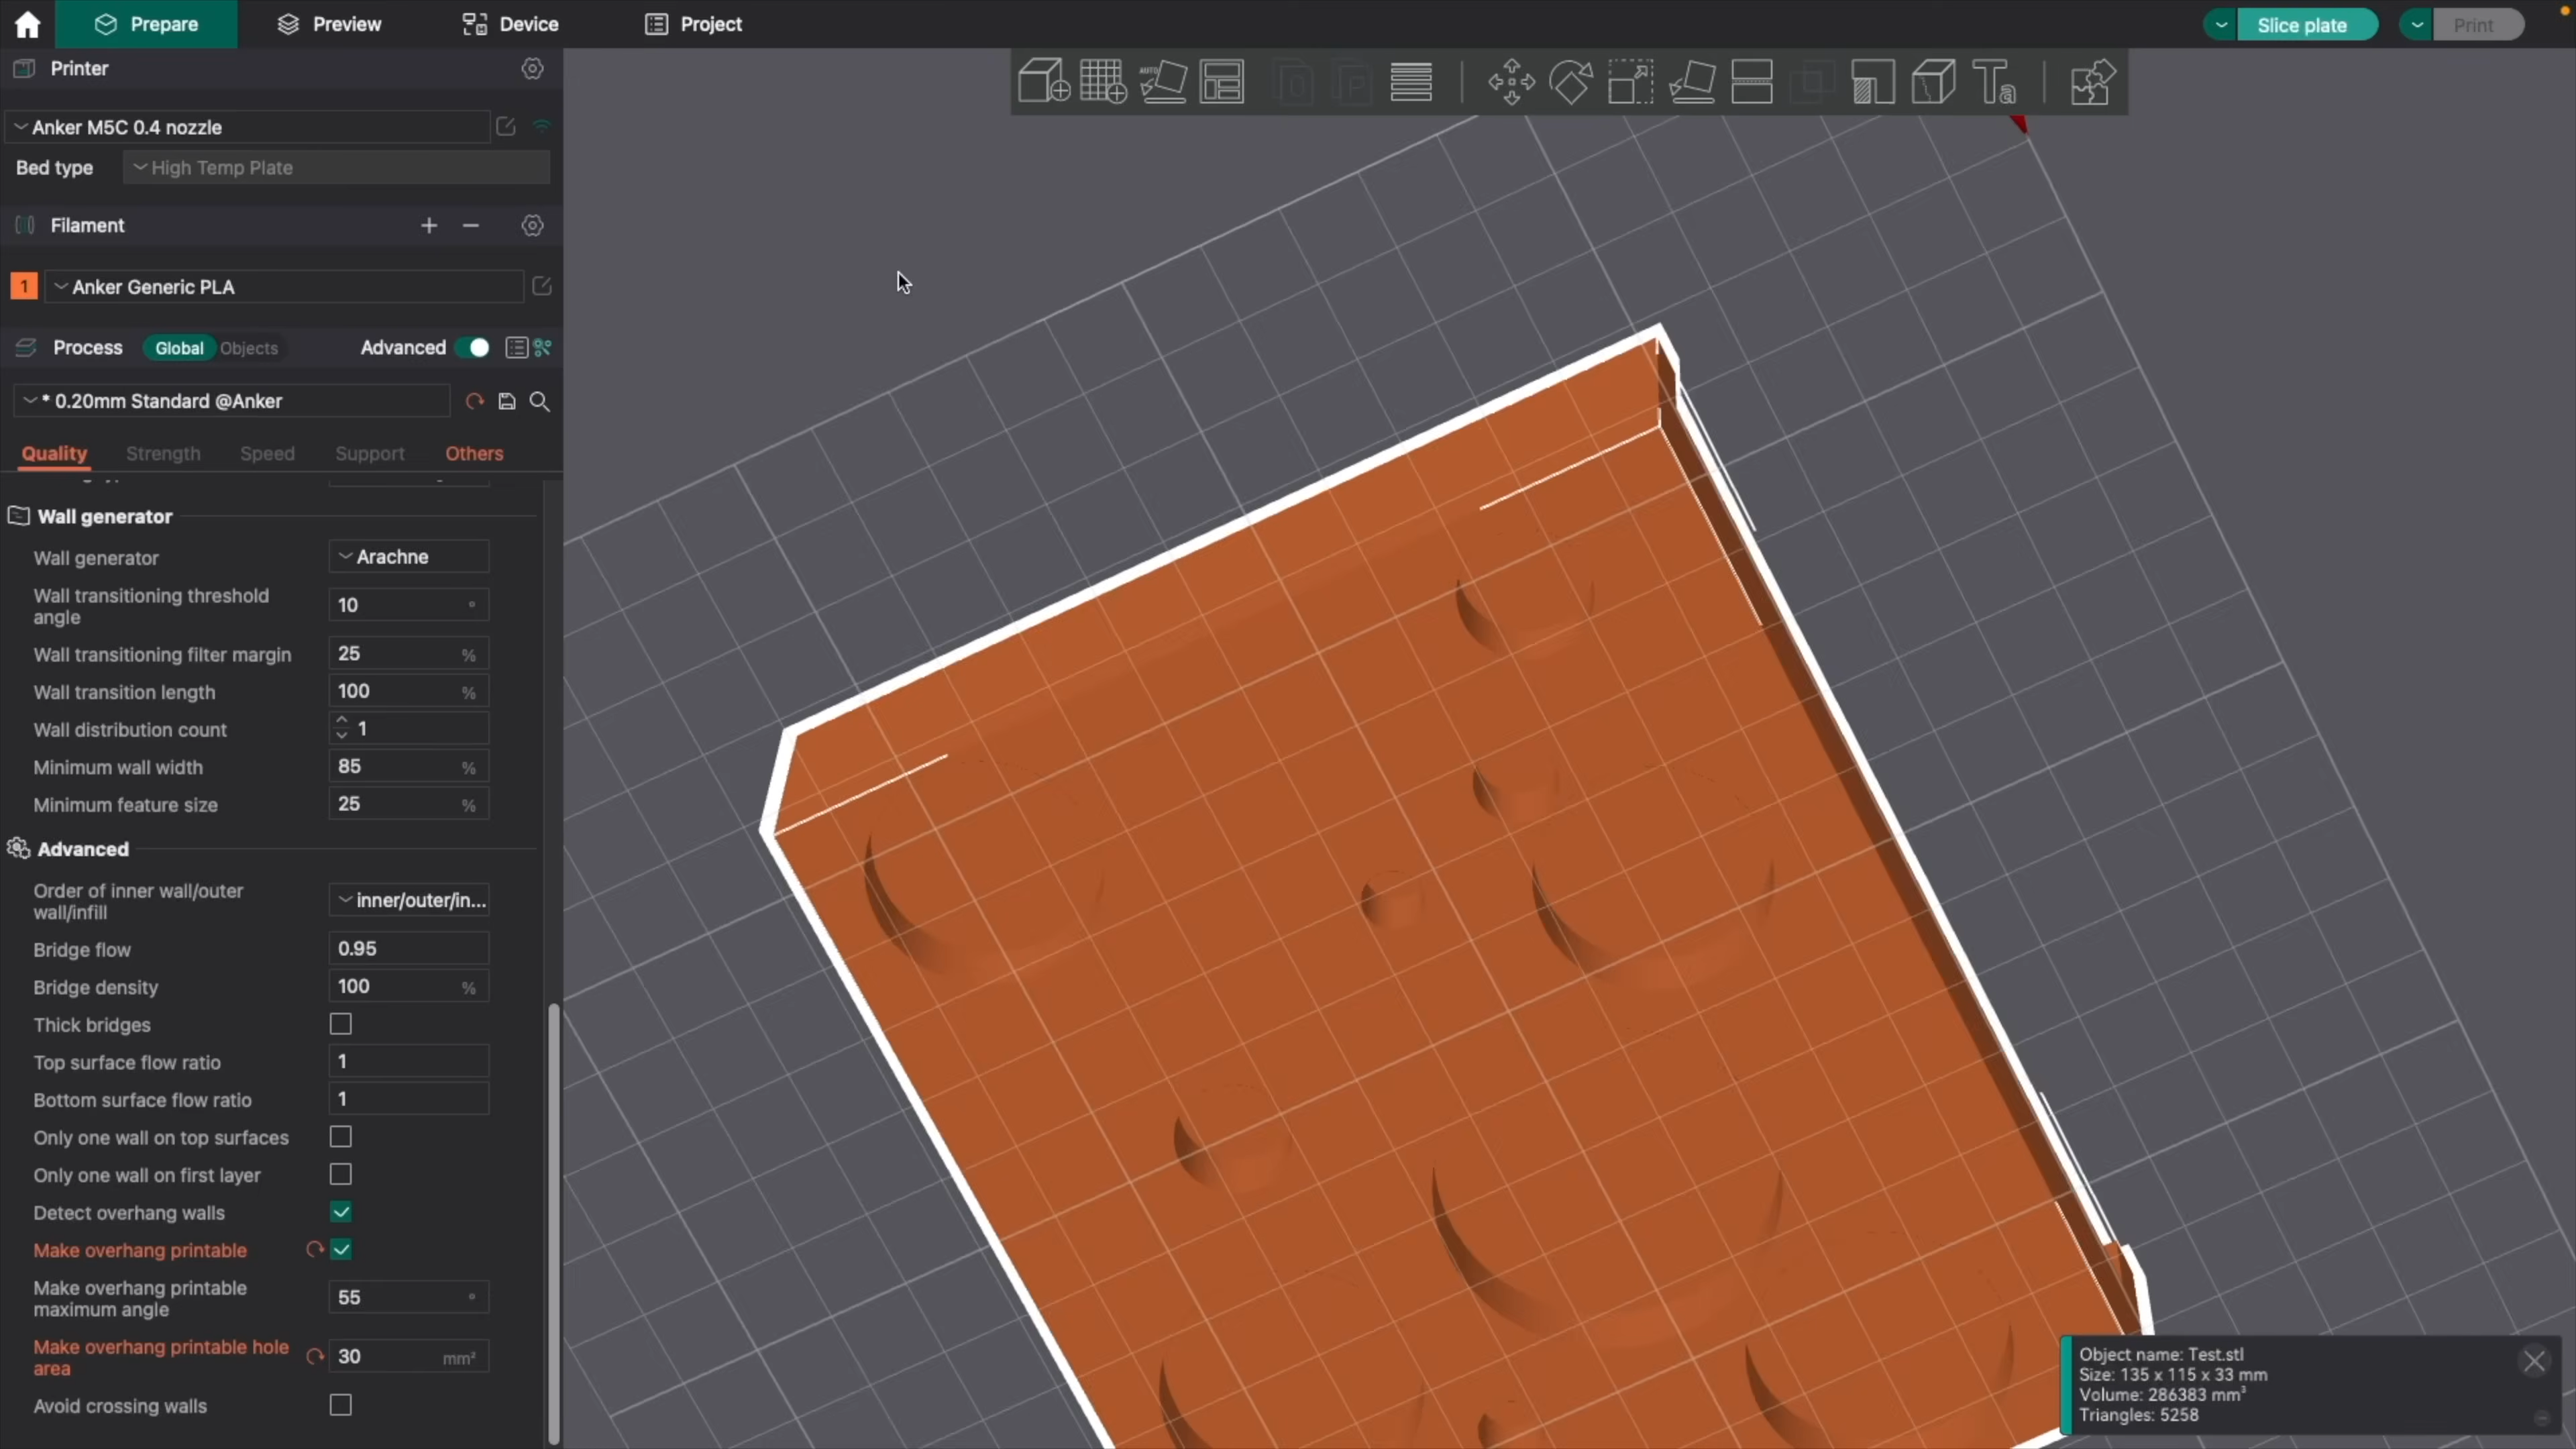 Prepare
Preview
Device
Project
Slice plate
Print
Printer
Anker M5C 0.4 nozzle
Bed type
High Temp Plate
Filament
1
Anker Generic PLA
Process
Global
Objects
Advanced
* 0.20mm Standard @Anker
Quality
Strength
Speed
Support
Others
Wall generator
Wall generator
Arachne
Wall transitioning threshold
angle
10 °
Wall transitioning filter margin
25 %
Wall transition length
100 %
Wall distribution count
1
Minimum wall width
85 %
Minimum feature size
25 %
Advanced
Order of inner wall/outer
wall/infill
inner/outer/in...
Bridge flow
0.95
Bridge density
100 %
Thick bridges
Top surface flow ratio
1
Bottom surface flow ratio
1
Only one wall on top surfaces
Only one wall on first layer
Detect overhang walls
Make overhang printable
Make overhang printable
maximum angle
55 °
Make overhang printable hole
area
30 mm²
Avoid crossing walls
AUTO
Object name: Test.stl
Size: 135 x 115 x 33 mm
Volume: 286383 mm³
Triangles: 5258